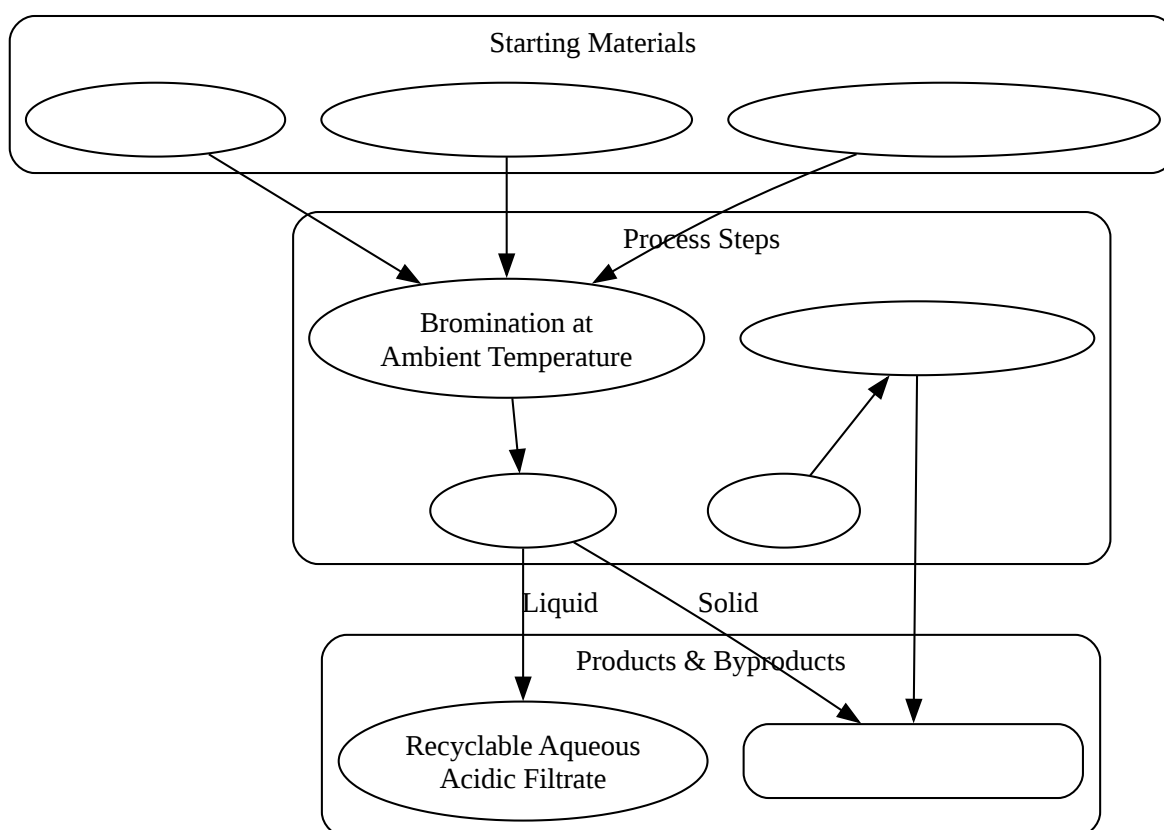 Starting Materials
Process Steps
Bromination at
Ambient Temperature
Liquid
Solid
Products & Byproducts
Recyclable Aqueous
Acidic Filtrate